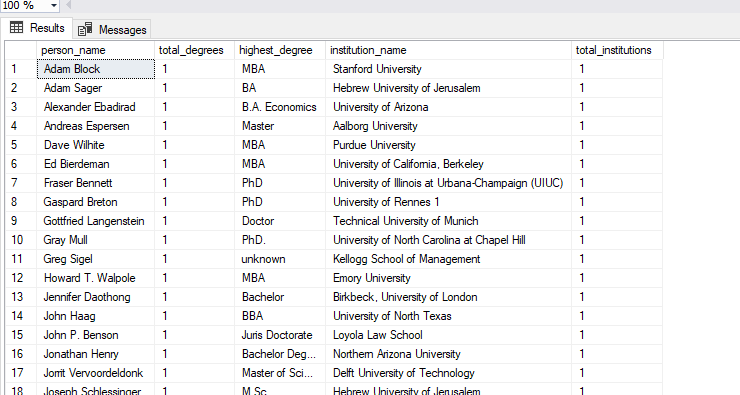 100 %
Results Messages
person_name total_degrees highest_degree institution_name total_institutions
1 Adam Block 1 MBA Stanford University 1
2 Adam Sager 1 BA Hebrew University of Jerusalem 1
3 Alexander Ebadirad 1 B.A. Economics University of Arizona 1
4 Andreas Espersen 1 Master Aalborg University 1
5 Dave Wilhite 1 MBA Purdue University 1
6 Ed Bierdeman 1 MBA University of California, Berkeley 1
7 Fraser Bennett 1 PhD University of Illinois at Urbana-Champaign (UIUC) 1
8 Gaspard Breton 1 PhD University of Rennes 1 1
9 Gottfried Langenstein 1 Doctor Technical University of Munich 1
10 Gray Mull 1 PhD. University of North Carolina at Chapel Hill 1
11 Greg Sigel 1 unknown Kellogg School of Management 1
12 Howard T. Walpole 1 MBA Emory University 1
13 Jennifer Daothong 1 Bachelor Birkbeck, University of London 1
14 John Haag 1 BBA University of North Texas 1
15 John P. Benson 1 Juris Doctorate Loyola Law School 1
16 Jonathan Henry 1 Bachelor Deg... Northern Arizona University 1
17 Jorrit Vervoordeldonk 1 Master of Sci... Delft University of Technology 1
18 Joseph Schlessinger 1 M.Sc. Hebrew University of Jerusalem 1